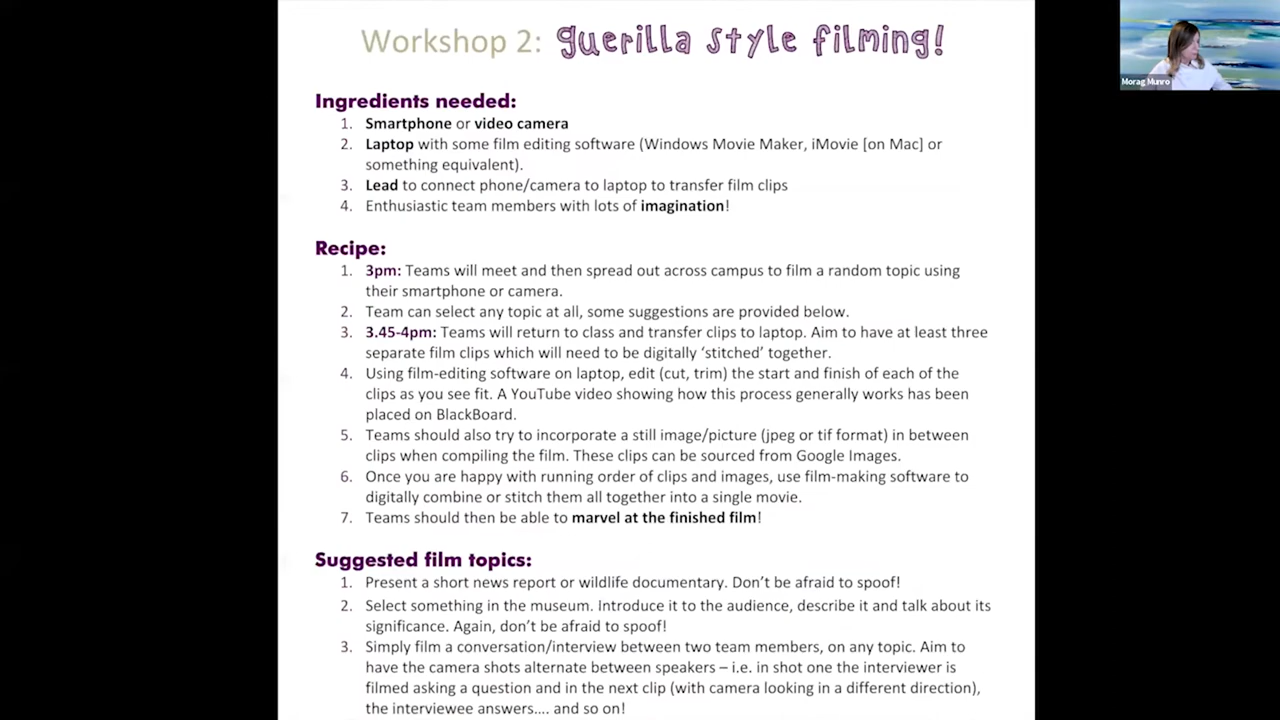 Workshop 2: guerilla style filming!
Morag Munro
Ingredients needed:
1. Smartphone or video camera
2. Laptop with some film editing software (Windows Movie Maker, iMovie [on Mac] or
something equivalent).
3. Lead to connect phone/camera to laptop to transfer film clips
4. Enthusiastic team members with lots of imagination!
Recipe:
1. 3pm: Teams will meet and then spread out across campus to film a random topic using
their smartphone or camera.
2. Team can select any topic at all, some suggestions are provided below.
3. 3.45-4pm: Teams will return to class and transfer clips to laptop. Aim to have at least three
separate film clips which will need to be digitally ‘stitched’ together.
4. Using film-editing software on laptop, edit (cut, trim) the start and finish of each of the
clips as you see fit. A YouTube video showing how this process generally works has been
placed on BlackBoard.
5. Teams should also try to incorporate a still image/picture (jpeg or tif format) in between
clips when compiling the film. These clips can be sourced from Google Images.
6. Once you are happy with running order of clips and images, use film-making software to
digitally combine or stitch them all together into a single movie.
7. Teams should then be able to marvel at the finished film!
Suggested film topics:
1. Present a short news report or wildlife documentary. Don’t be afraid to spoof!
2. Select something in the museum. Introduce it to the audience, describe it and talk about its
significance. Again, don’t be afraid to spoof!
3. Simply film a conversation/interview between two team members, on any topic. Aim to
have the camera shots alternate between speakers – i.e. in shot one the interviewer is
filmed asking a question and in the next clip (with camera looking in a different direction),
the interviewee answers.... and so on!